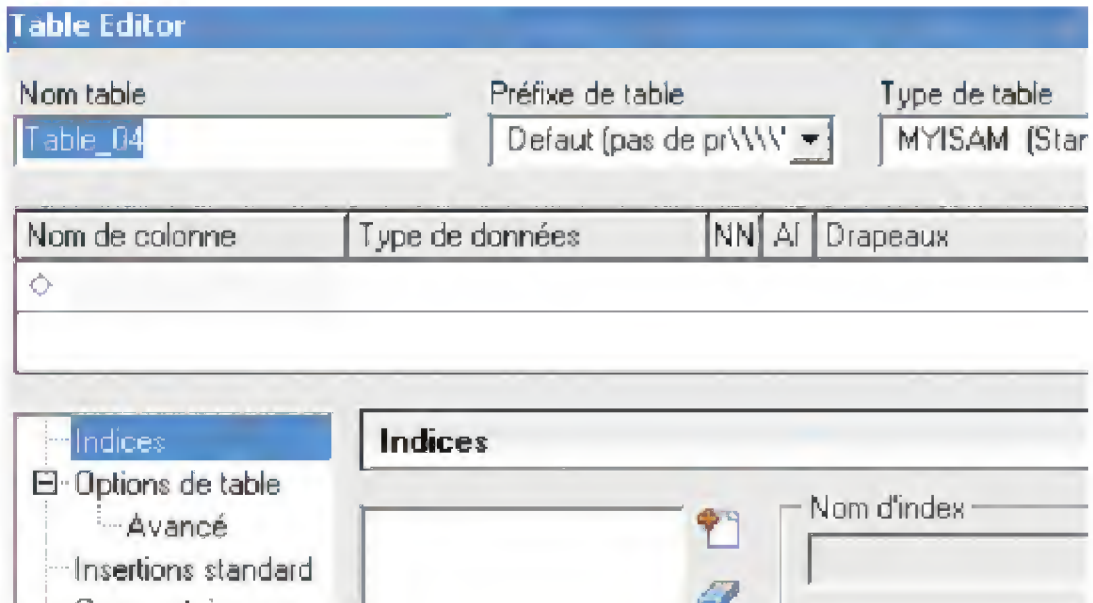 Table Editor
Nom table Préfixe de table Type de table
Table_04 Defaut (pas de pr\\\\' MYISAM (Star
Nom de colonne Type de données NN AI Drapeaux
Indices Indices
Options de table
Avancé Nom d'index
Insertions standard